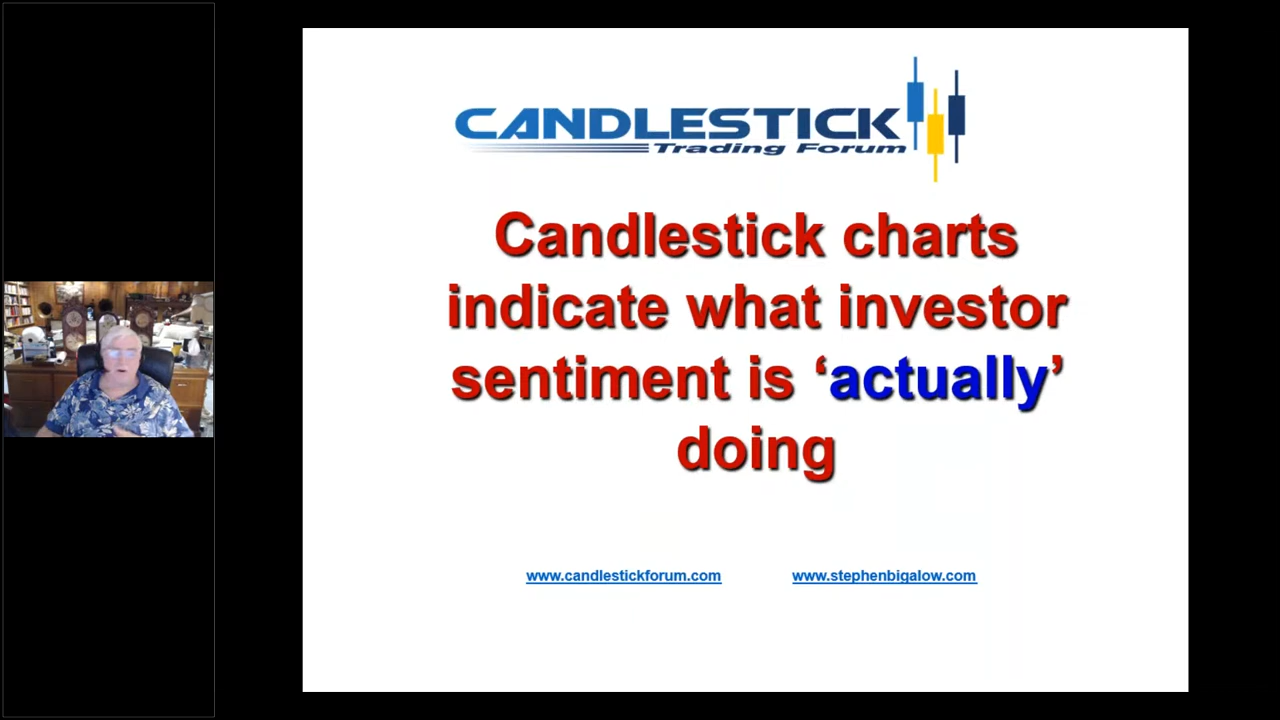 CANDLESTICK
Trading Forum
Candlestick charts
indicate what investor
sentiment is ‘actually’
doing
www.candlestickforum.com www.stephenbigalow.com